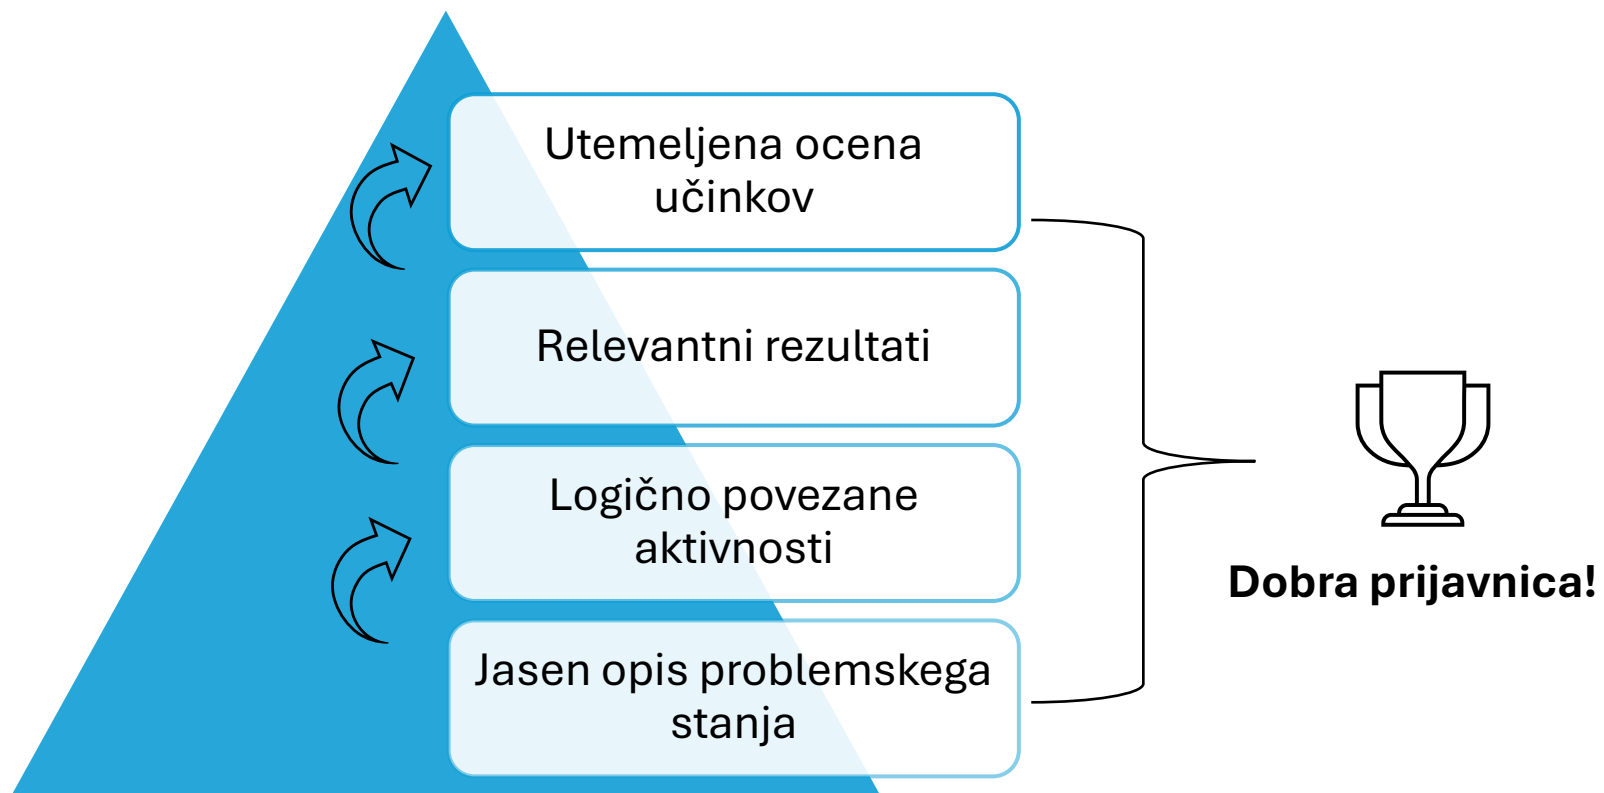 Utemeljena ocena
učinkov
Relevantni rezultati
Logično povezane
aktivnosti
Jasen opis problemskega
stanja
Dobra prijavnica!